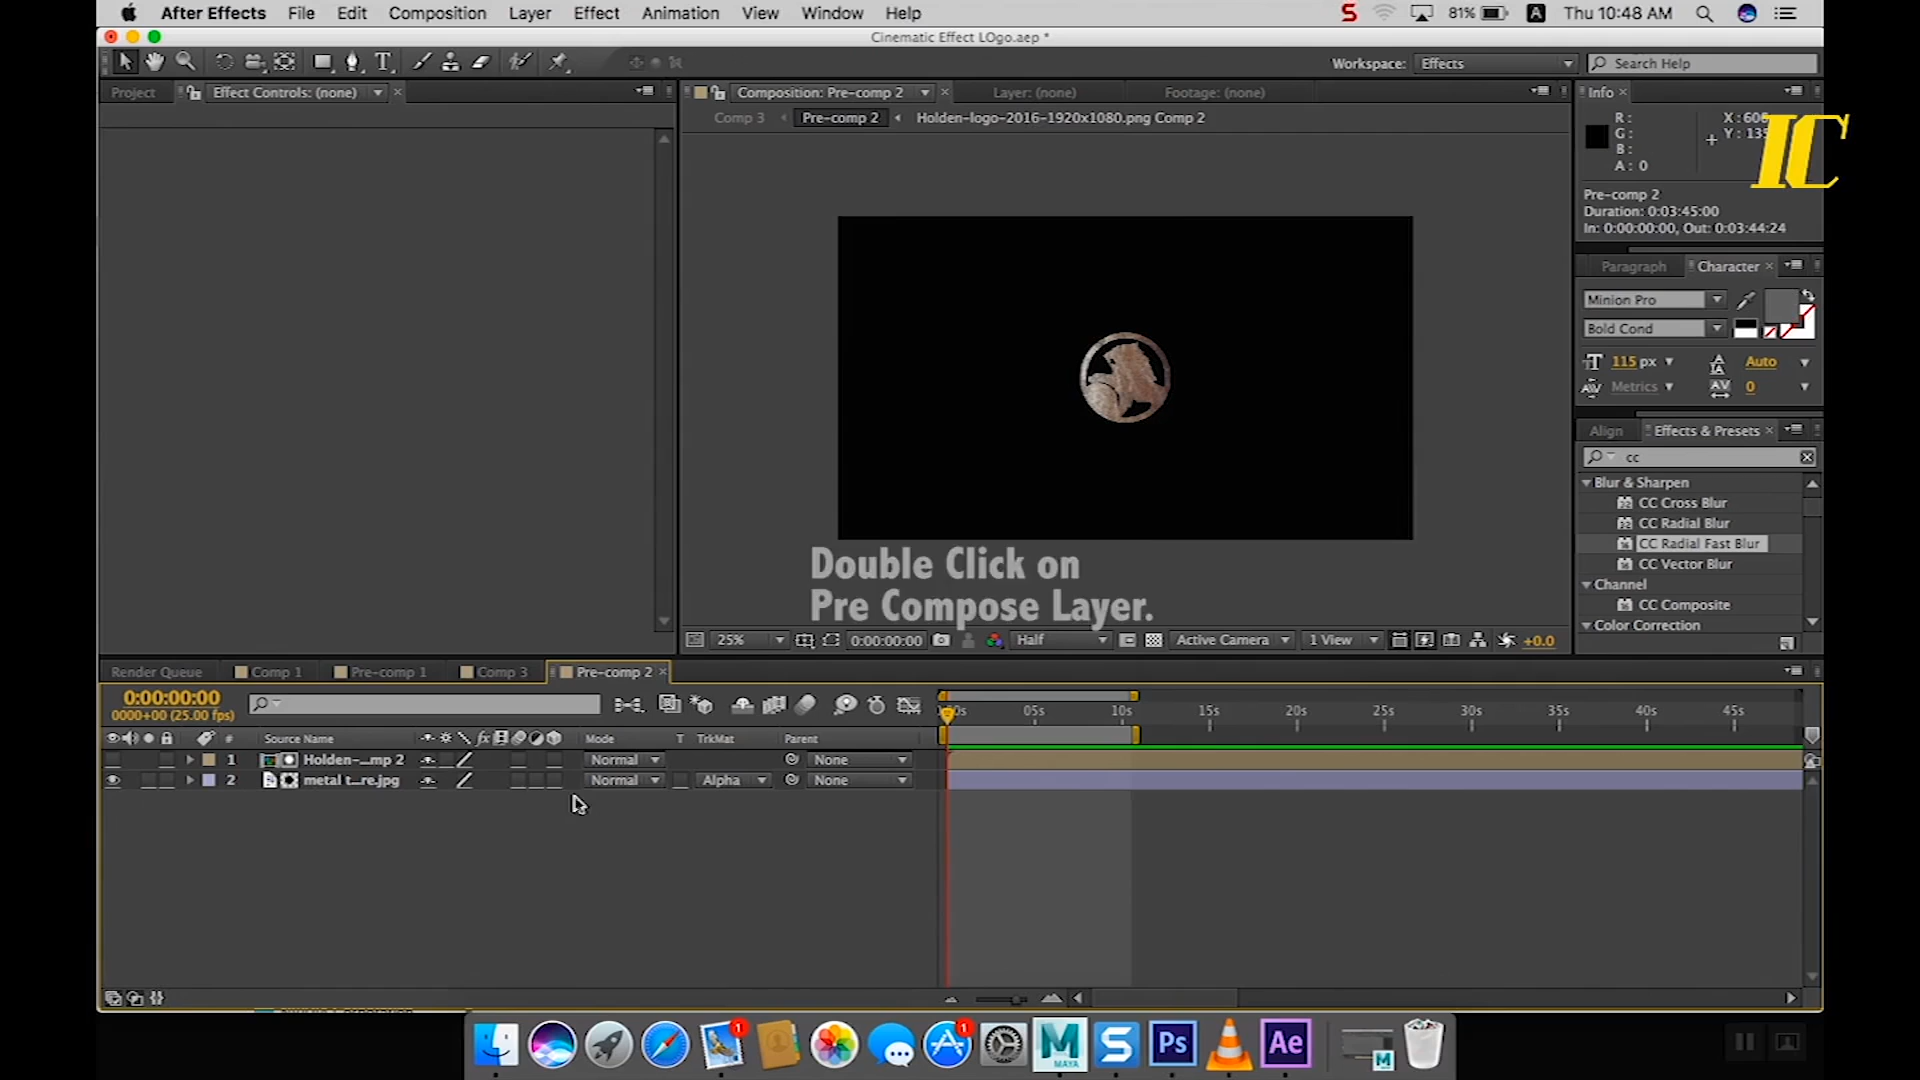 After Effects File Edit Composition Layer Effect Animation View Window Help
S 81% A Thu 10:48 AM
Cinematic Effect LOgo.aep *
T Workspace: Effects Search Help
Project Effect Controls: (none) × Composition: Pre-comp 2 × Layer: (none) Footage: (none) Info ×
Comp 3 Pre-comp 2 Holden-logo-2016-1920x1080.png Comp 2
R: X: 606
G: Y: 135
B:
A: 0
IC
Pre-comp 2
Duration: 0:03:45:00
In: 0:00:00:00, Out: 0:03:44:24
Paragraph Character ×
Minion Pro
Bold Cond
115 px Auto
Metrics 0
Align Effects & Presets ×
cc
Blur & Sharpen
CC Cross Blur
CC Radial Blur
CC Radial Fast Blur
CC Vector Blur
Channel
CC Composite
Color Correction
Double Click on
Pre Compose Layer.
25% 0:00:00:00 Half Active Camera 1 View +0.0
Render Queue Comp 1 Pre-comp 1 Comp 3 Pre-comp 2 ×
0:00:00:00
0000+00 (25.00 fps)
00s 05s 10s 15s 20s 25s 30s 35s 40s 45s
# Source Name fx Mode T TrkMat Parent
1 Holden-...mp 2 Normal None
2 metal t...re.jpg Normal Alpha None
1 1
MAYA S Ps Ae